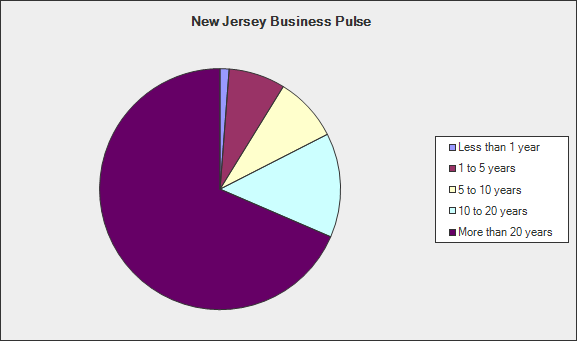 New Jersey Business Pulse
Less than 1 year
1 to 5 years
5 to 10 years
10 to 20 years
More than 20 years